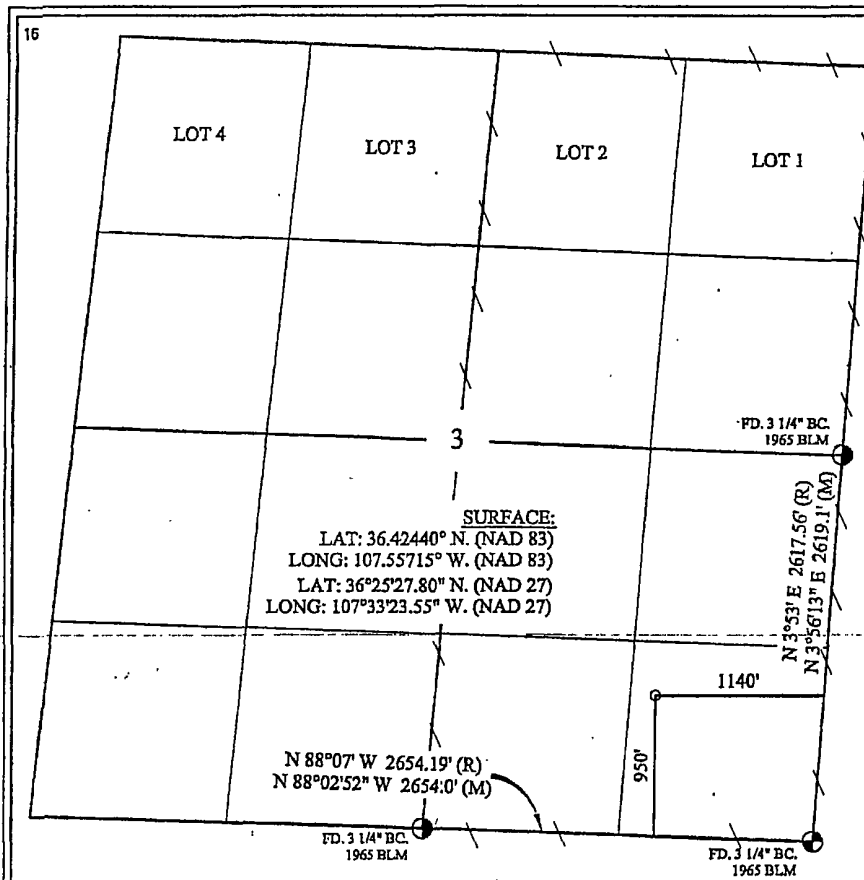 16
LOT 4
LOT 3
LOT 2
LOT 1
FD. 3 1/4" BC.
1965 BLM
3
N 3°53' E 2617.56' (R)
N 3°56'13" E 2619.1' (M)
SURFACE:
LAT: 36.42440° N. (NAD 83)
LONG: 107.55715° W. (NAD 83)
LAT: 36°25'27.80" N. (NAD 27)
LONG: 107°33'23.55" W. (NAD 27)
1140'
950'
N 88°07' W 2654.19' (R)
N 88°02'52" W 2654.0' (M)
FD. 3 1/4" BC.
1965 BLM
FD. 3 1/4" BC.
1965 BLM